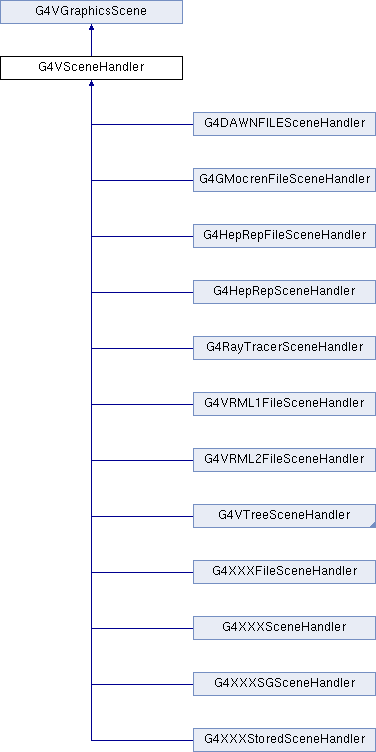 G4VGraphicsScene
G4VSceneHandler
G4DAWNFILESceneHandler
G4GMocrenFileSceneHandler
G4HepRepFileSceneHandler
G4HepRepSceneHandler
G4RayTracerSceneHandler
G4VRML1FileSceneHandler
G4VRML2FileSceneHandler
G4VTreeSceneHandler
G4XXXFileSceneHandler
G4XXXSceneHandler
G4XXXSGSceneHandler
G4XXXStoredSceneHandler